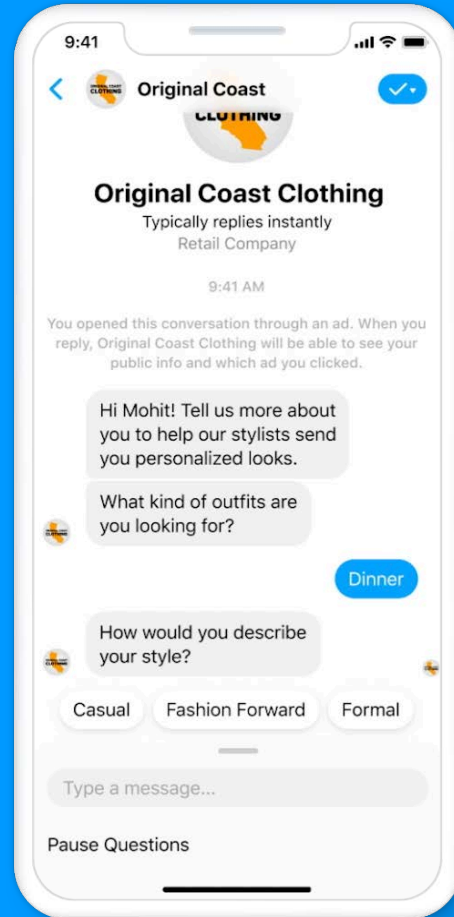 9:41
Original Coast
CLOTHING
CLOTHING
Original Coast Clothing
Typically replies instantly
Retail Company
9:41 AM
You opened this conversation through an ad. When you
reply, Original Coast Clothing will be able to see your
public info and which ad you clicked.
Hi Mohit! Tell us more about
you to help our stylists send
you personalized looks.
What kind of outfits are
you looking for?
Dinner
How would you describe
your style?
Casual
Fashion Forward
Formal
Type a message...
Pause Questions